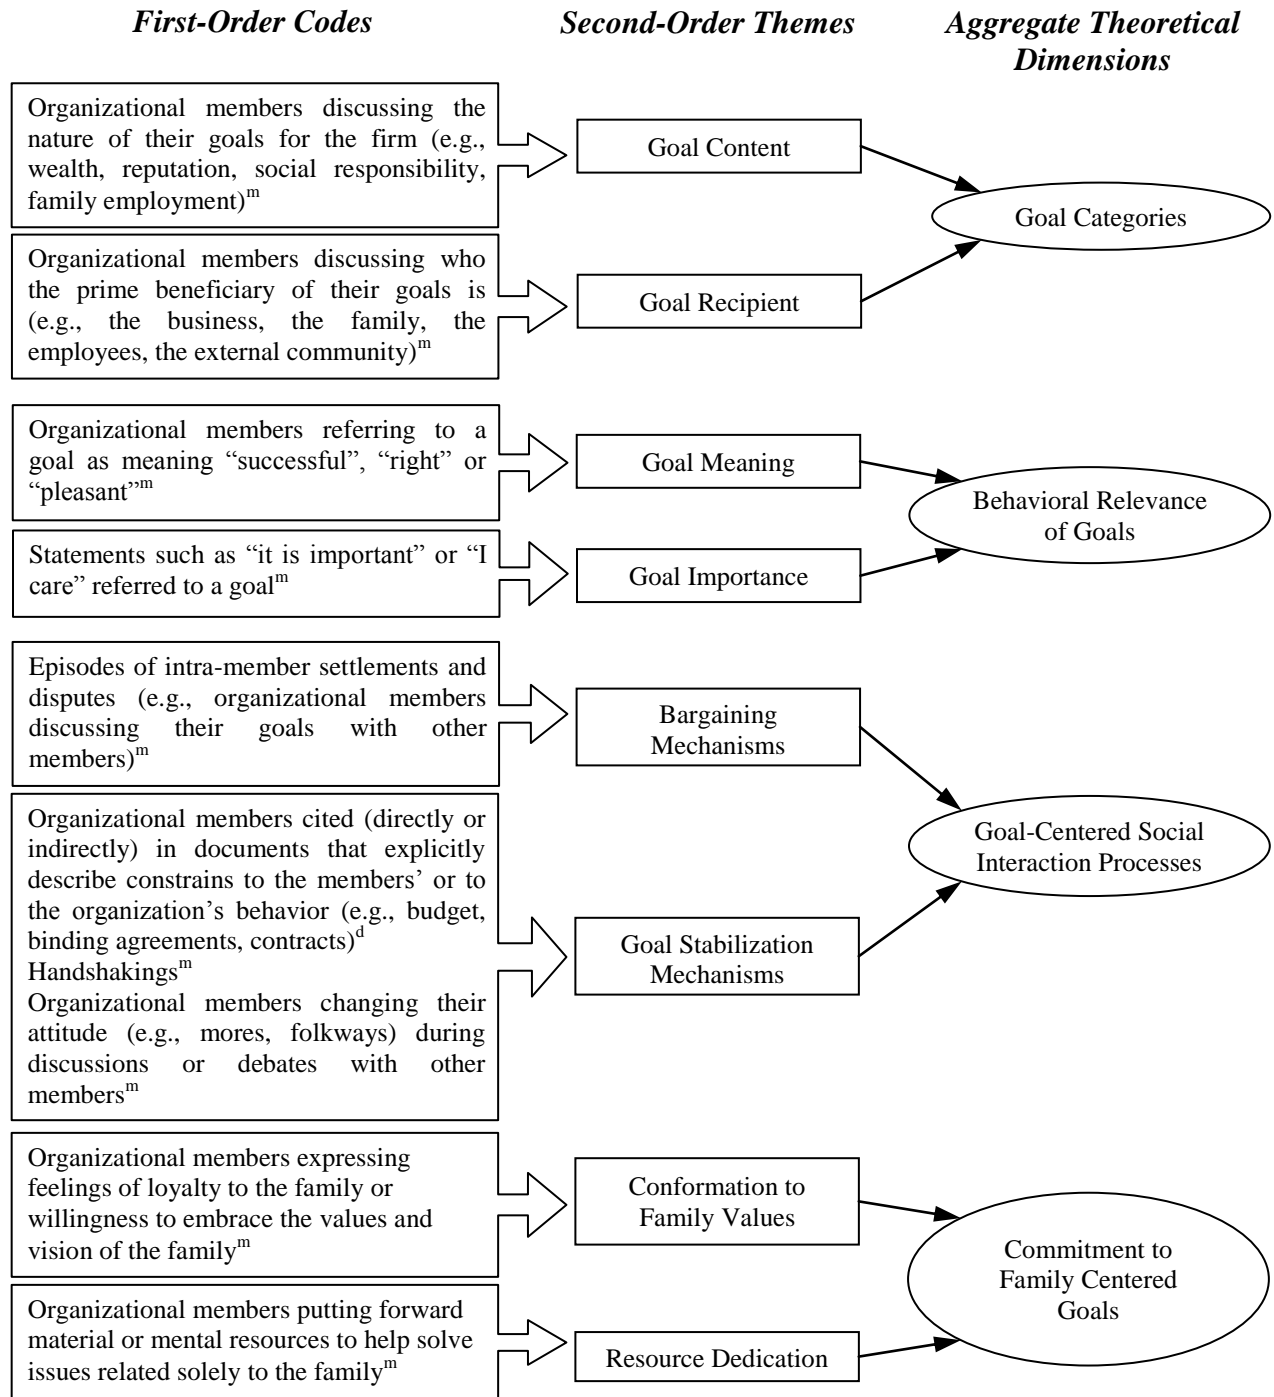 First-Order Codes
Second-Order Themes
Aggregate Theoretical
Dimensions
Organizational members discussing the
nature of their goals for the firm (e.g.,
wealth, reputation, social responsibility,
family employment)m
Goal Content
Goal Categories
Organizational members discussing who
the prime beneficiary of their goals is
(e.g., the business, the family, the
employees, the external community)m
Goal Recipient
Organizational members referring to a
goal as meaning “successful”, “right” or
“pleasant”m
Goal Meaning
Behavioral Relevance
of Goals
Statements such as “it is important” or “I
care” referred to a goalm
Goal Importance
Episodes of intra-member settlements and
disputes (e.g., organizational members
discussing their goals with other
members)m
Bargaining
Mechanisms
Goal-Centered Social
Interaction Processes
Organizational members cited (directly or
indirectly) in documents that explicitly
describe constrains to the members’ or to
the organization’s behavior (e.g., budget,
binding agreements, contracts)d
Handshakingsm
Organizational members changing their
attitude (e.g., mores, folkways) during
discussions or debates with other
membersm
Goal Stabilization
Mechanisms
Organizational members expressing
feelings of loyalty to the family or
willingness to embrace the values and
vision of the familym
Conformation to
Family Values
Commitment to
Family Centered
Goals
Organizational members putting forward
material or mental resources to help solve
issues related solely to the familym
Resource Dedication